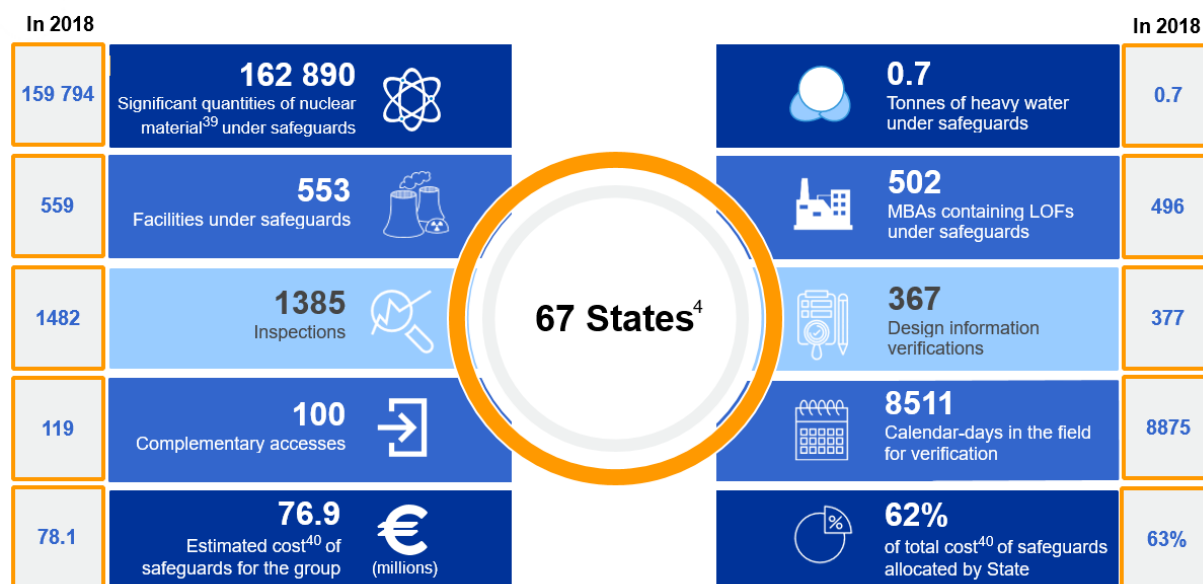 In 2018
In 2018
159 794
162 890
Significant quantities of nuclear
material39 under safeguards
0.7
Tonnes of heavy water
under safeguards
0.7
559
553
Facilities under safeguards
502
MBAs containing LOFs
under safeguards
496
1482
1385
Inspections
67 States4
367
Design information
verifications
377
119
100
Complementary accesses
8511
Calendar-days in the field
for verification
8875
78.1
76.9
Estimated cost40 of
safeguards for the group
€
(millions)
%
62%
of total cost40 of safeguards
allocated by State
63%